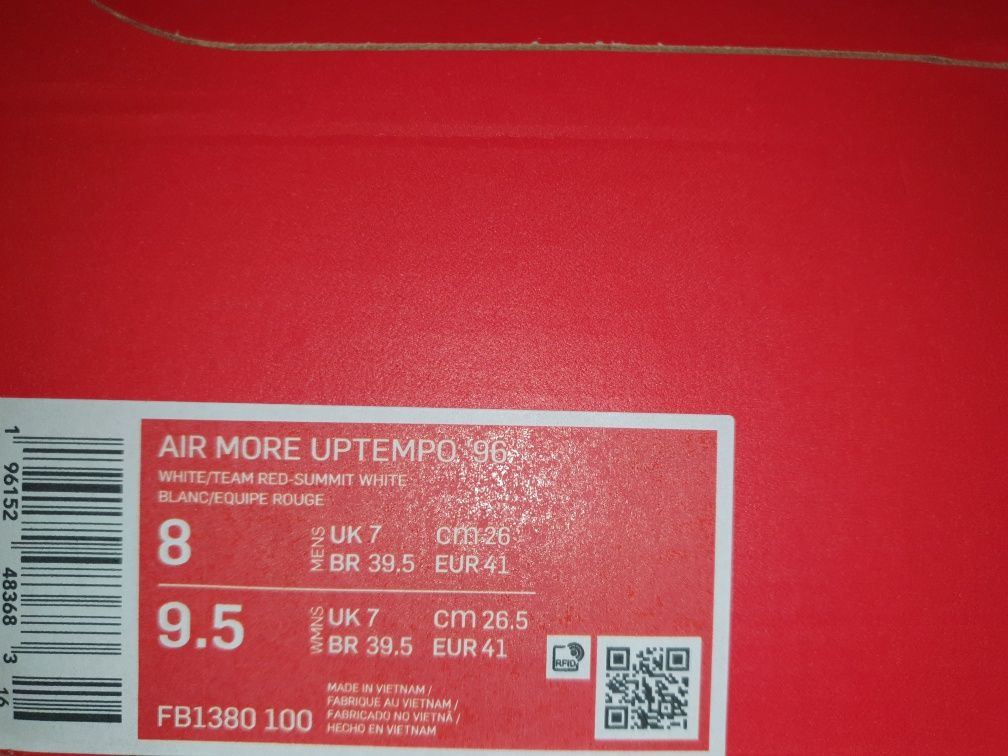 AIR MORE UPTEMPO '96
WHITE/TEAM RED-SUMMIT WHITE
BLANC/EQUIPE ROUGE
8 MENS UK 7 cm 26
BR 39.5 EUR 41
9.5 WMNS UK 7 cm 26.5
BR 39.5 EUR 41
RFID
FB1380 100
MADE IN VIETNAM /
FABRIQUE AU VIETNAM /
FABRICADO NO VIETNÃ /
HECHO EN VIETNAM
1 96152 48368 3 16